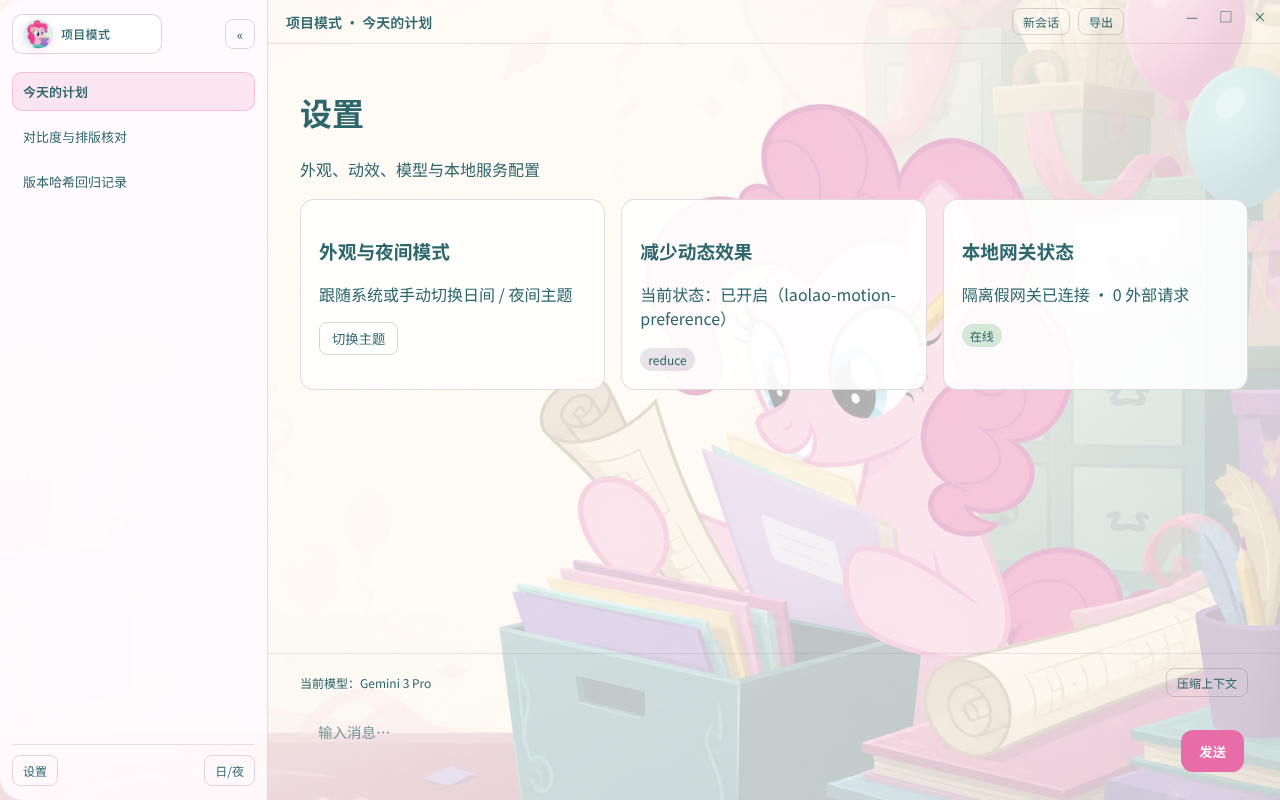 项目模式
«
今天的计划
对比度与排版核对
版本哈希回归记录
设置
日/夜
项目模式 · 今天的计划
新会话
导出
设置
外观、动效、模型与本地服务配置
外观与夜间模式
跟随系统或手动切换日间 / 夜间主题
切换主题
减少动态效果
当前状态：已开启（laolao-motion-
preference）
reduce
本地网关状态
隔离假网关已连接 · 0 外部请求
在线
当前模型：Gemini 3 Pro
压缩上下文
输入消息…
发送